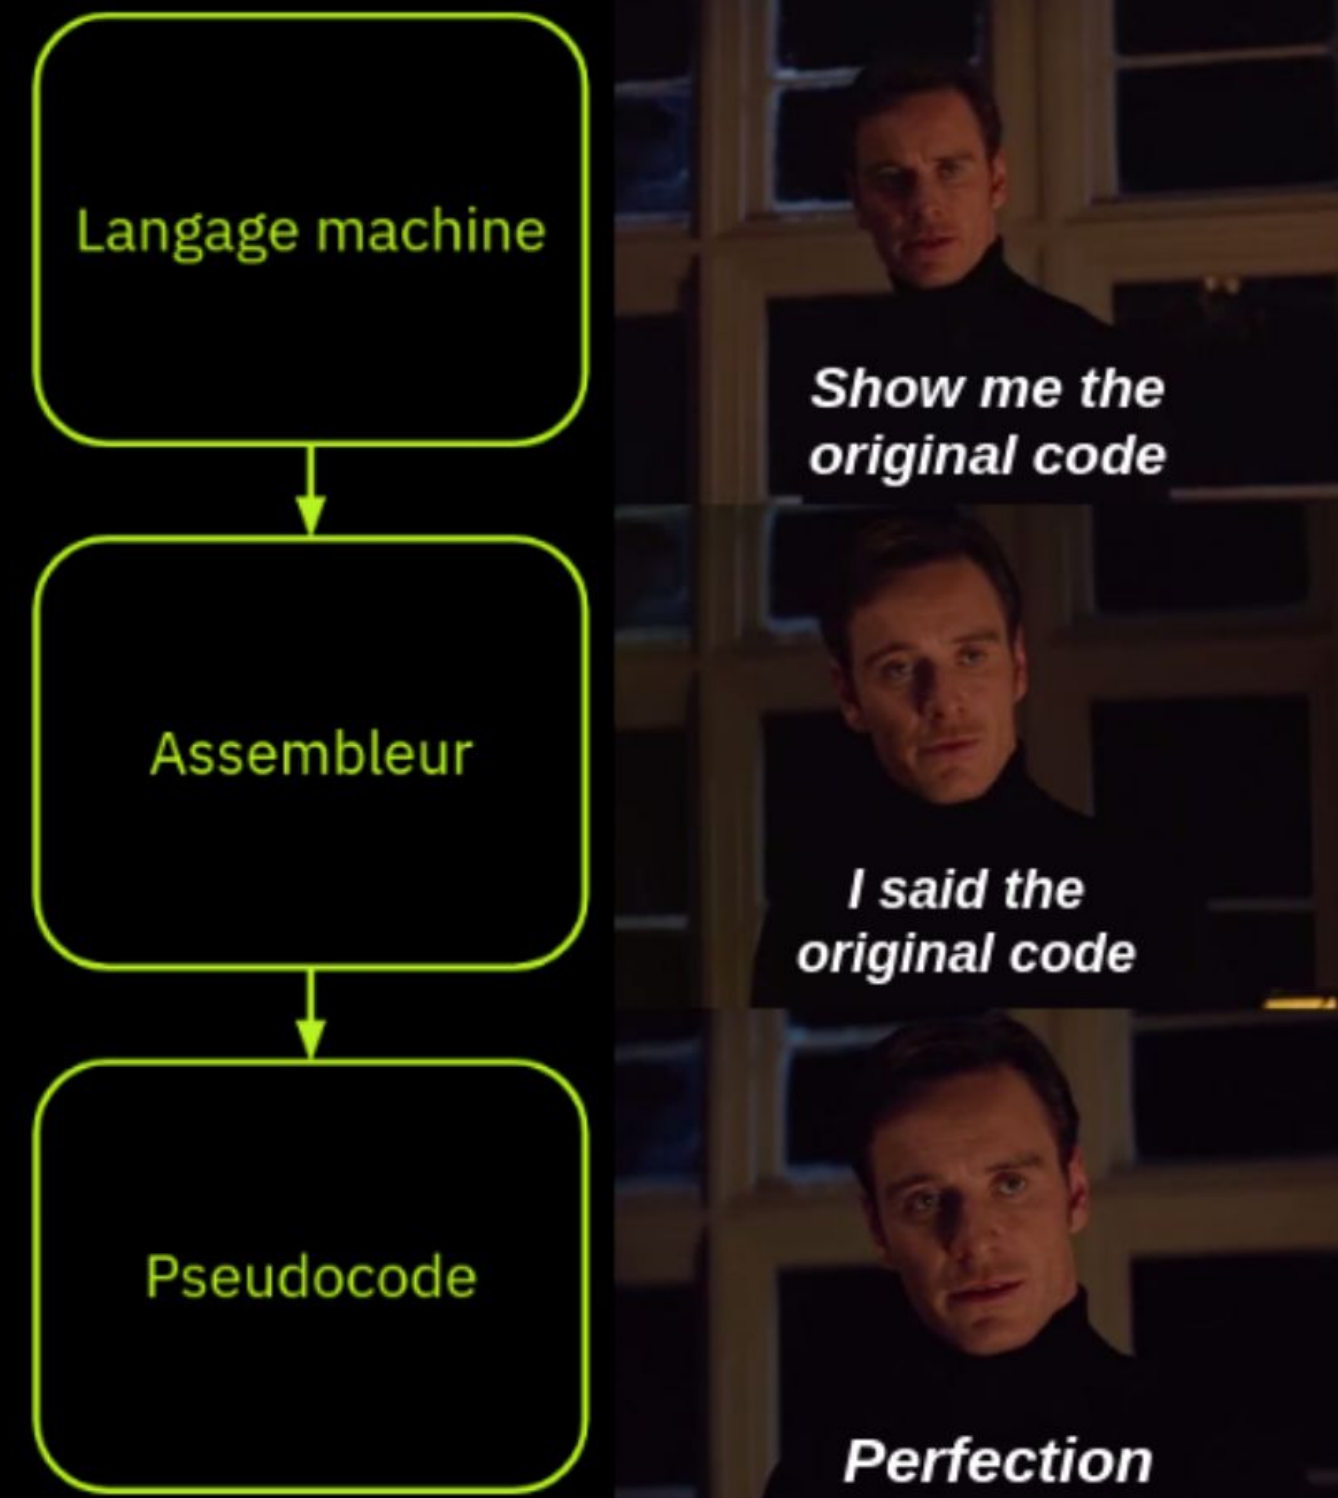 Langage machine
Show me the
original code
Assembleur
I said the
original code
Pseudocode
Perfection